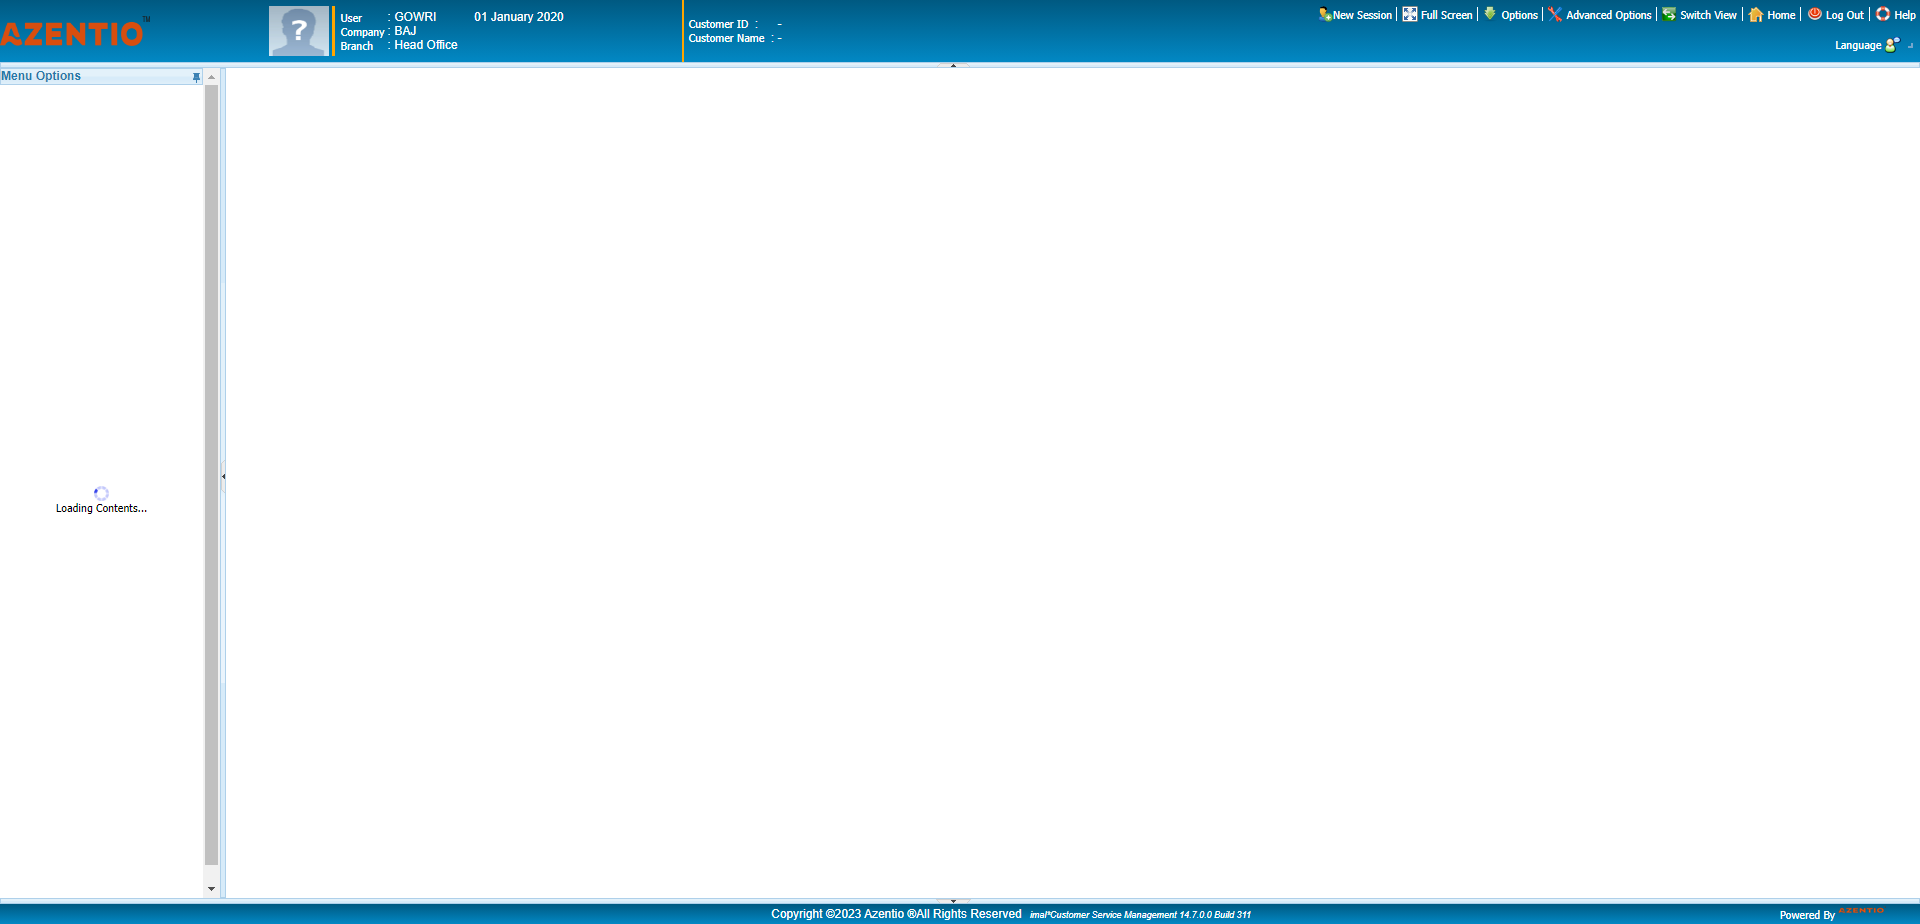 AZENTIO™
User : GOWRI 01 January 2020
Company : BAJ
Branch : Head Office
Customer ID : -
Customer Name : -
New Session | Full Screen | Options | Advanced Options | Switch View | Home | Log Out | Help
Language
Menu Options
Loading Contents...
Copyright ©2023 Azentio ®All Rights Reserved imal*Customer Service Management 14.7.0.0 Build 311
Powered By AZENTIO